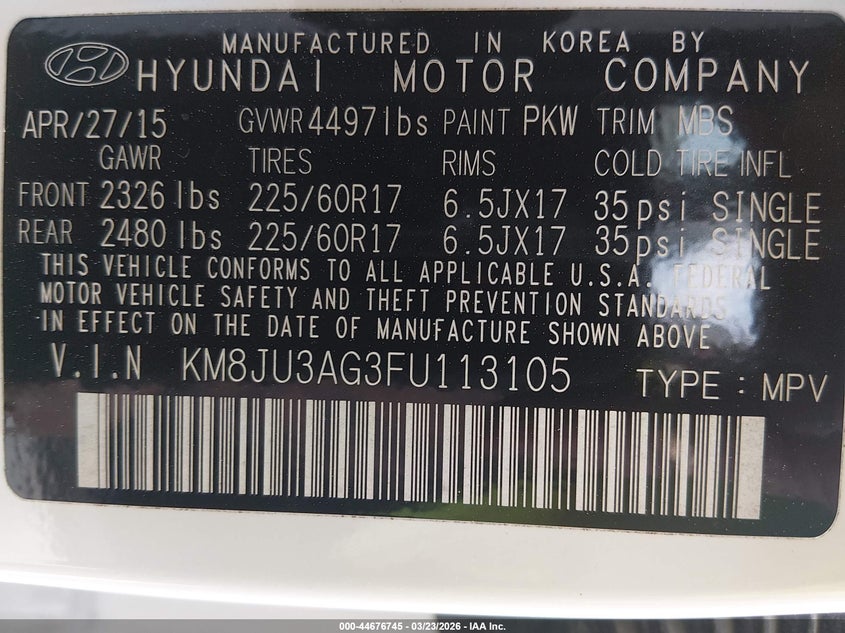 MANUFACTURED IN KOREA BY
HYUNDAI MOTOR COMPANY
APR/27/15 GVWR 4497lbs PAINT PKW TRIM MBS
GAWR TIRES RIMS COLD TIRE INFL
FRONT 2326 lbs 225/60R17 6.5JX17 35psi SINGLE
REAR 2480 lbs 225/60R17 6.5JX17 35psi SINGLE
THIS VEHICLE CONFORMS TO ALL APPLICABLE U.S.A. FEDERAL
MOTOR VEHICLE SAFETY AND THEFT PREVENTION STANDARDS
IN EFFECT ON THE DATE OF MANUFACTURE SHOWN ABOVE
V.I.N KM8JU3AG3FU113105 TYPE : MPV
000-44676745 - 03/23/2026 - IAA Inc.